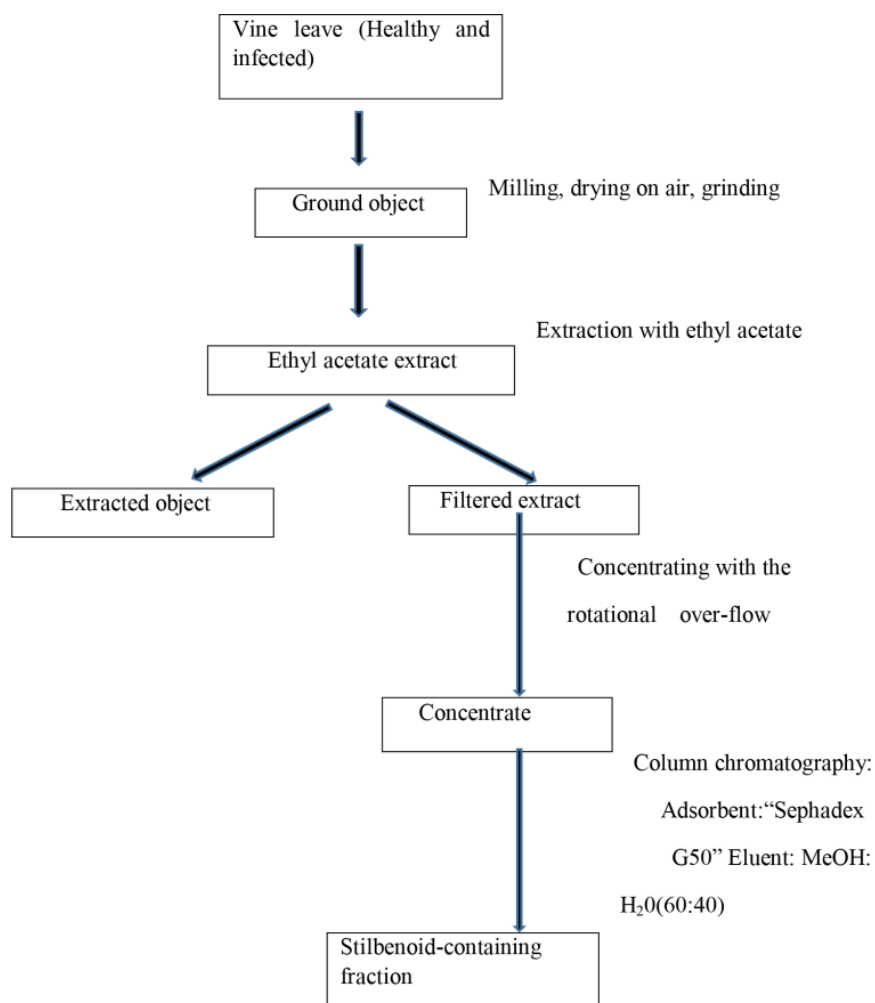 Vine leave (Healthy and
infected)
Milling, drying on air, grinding
Ground object
Extraction with ethyl acetate
Ethyl acetate extract
Extracted object
Filtered extract
Concentrating with the
rotational over-flow
Concentrate
Column chromatography:
Adsorbent:“Sephadex
G50” Eluent: MeOH:
H₂0(60:40)
Stilbenoid-containing
fraction